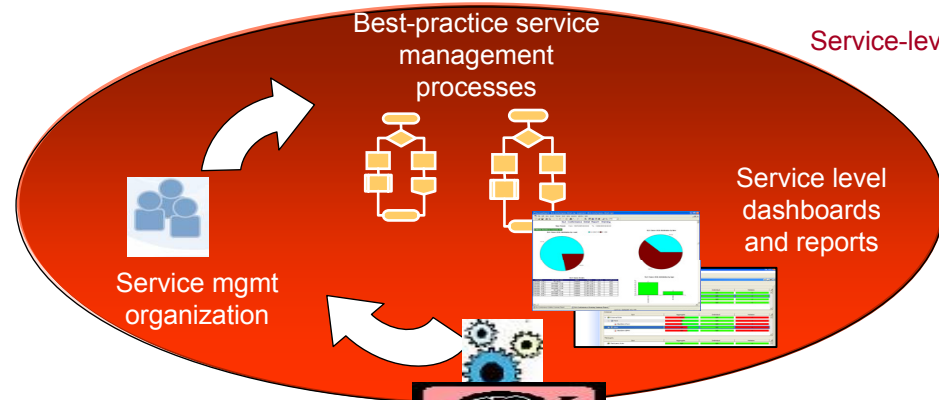 Best-practice service
management
processes
Service-lev
Service level
dashboards
and reports
Service mgmt
organization